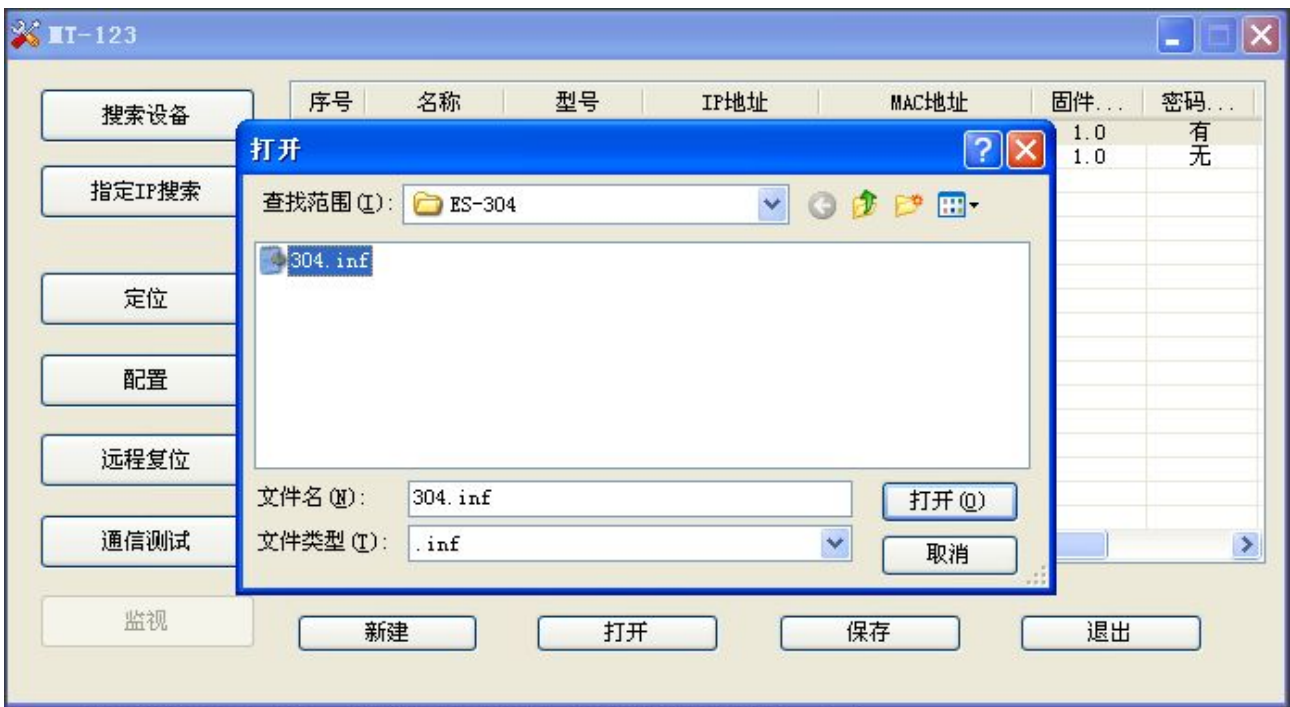 MT-123
搜索设备
指定IP搜索
定位
配置
远程复位
通信测试
监视
序号 名称 型号 IP地址 MAC地址 固件... 密码...
1.0 有
1.0 无
打开
查找范围(I): ES-304
304.inf
文件名(N): 304.inf 打开(O)
文件类型(T): .inf
取消
新建 打开 保存 退出